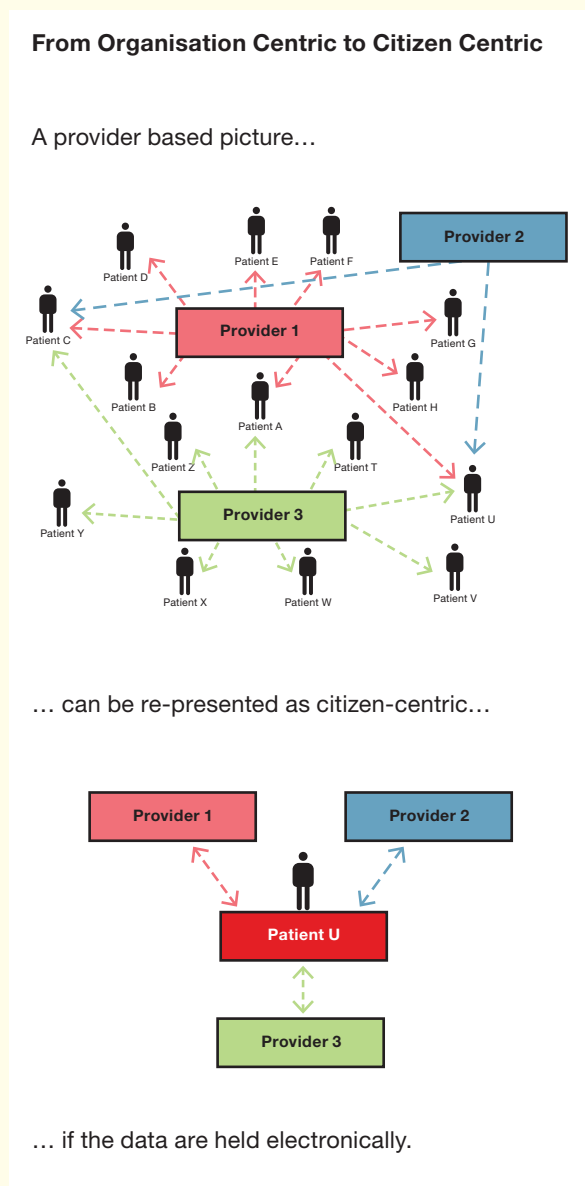 From Organisation Centric to Citizen Centric
A provider based picture…
Patient D
Patient E
Patient F
Provider 2
Patient C
Provider 1
Patient G
Patient B
Patient A
Patient H
Patient Z
Patient T
Patient Y
Provider 3
Patient U
Patient X
Patient W
Patient V
… can be re-presented as citizen-centric…
Provider 1
Provider 2
Patient U
Provider 3
… if the data are held electronically.